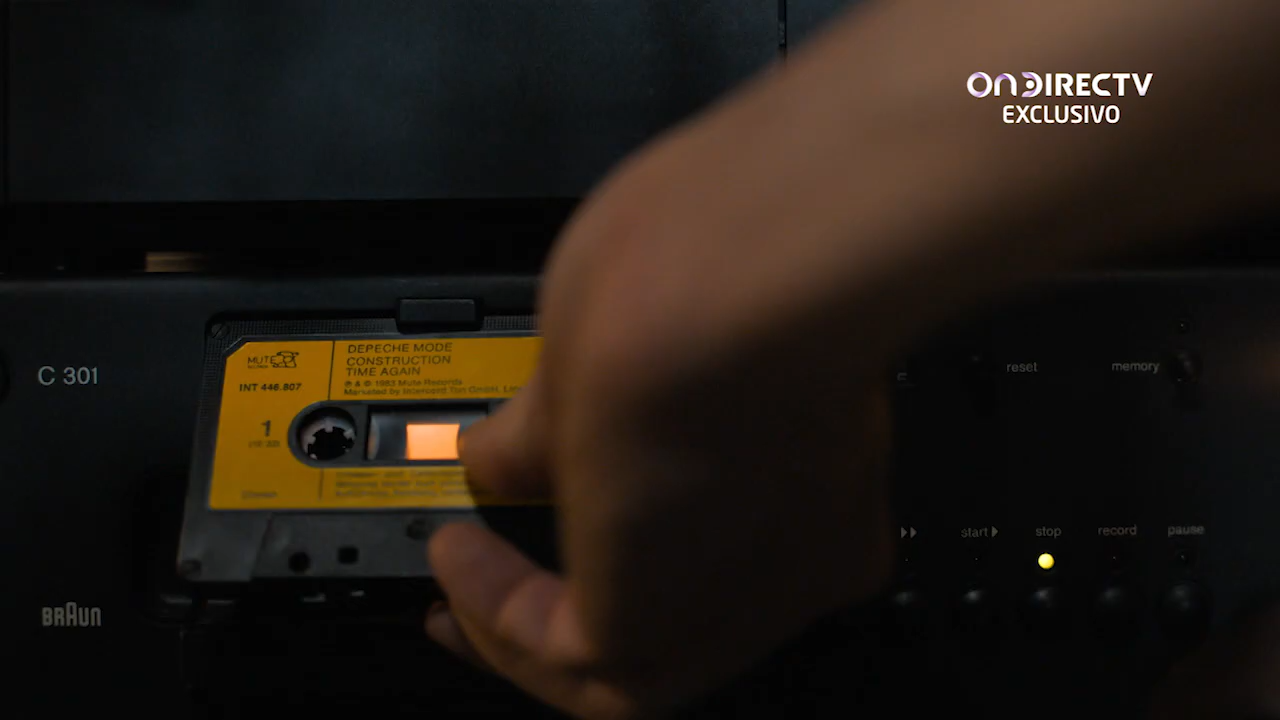 ONDIRECTV
EXCLUSIVO
C 301
MUTE
INT 446.807
1
DEPECHE MODE
CONSTRUCTION
TIME AGAIN
℗ & © 1983 Mute Records
Marketed by Intercord Ton GmbH,
reset
memory
start
stop
record
pause
BRAUN